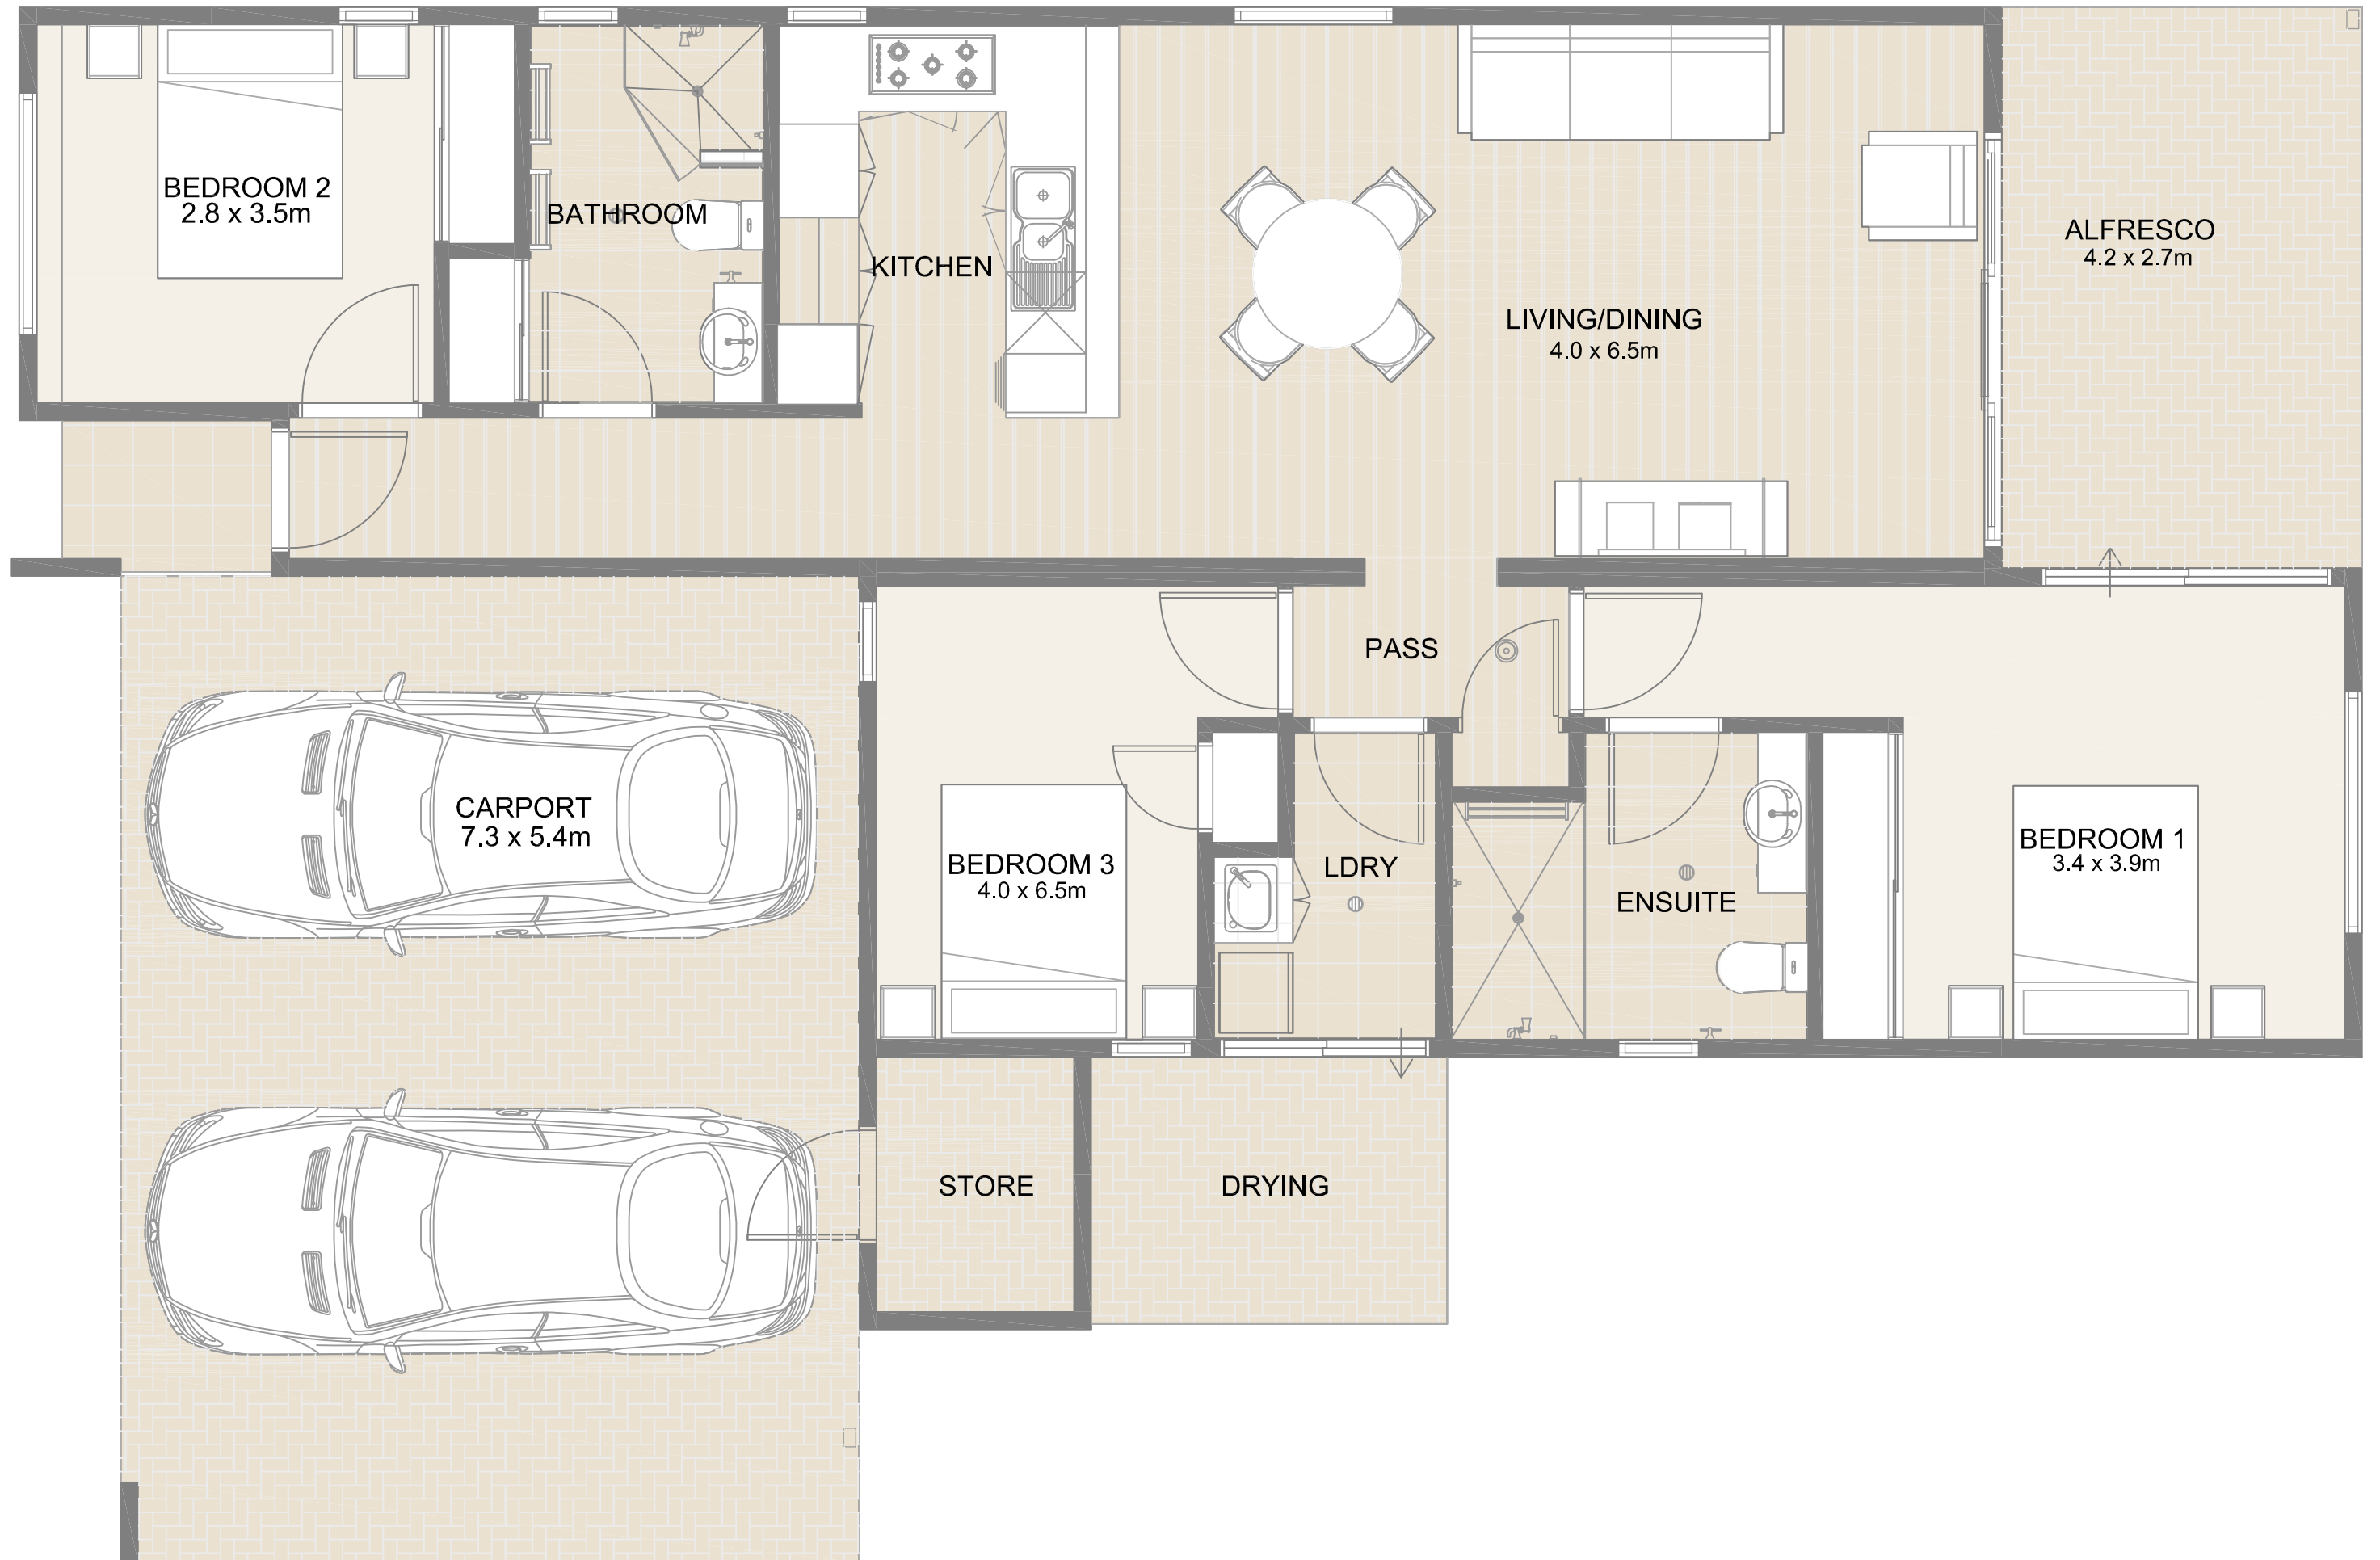 BEDROOM 2
2.8 x 3.5m
BATHROOM
KITCHEN
LIVING/DINING
4.0 x 6.5m
ALFRESCO
4.2 x 2.7m
PASS
CARPORT
7.3 x 5.4m
BEDROOM 3
4.0 x 6.5m
LDRY
ENSUITE
BEDROOM 1
3.4 x 3.9m
STORE
DRYING